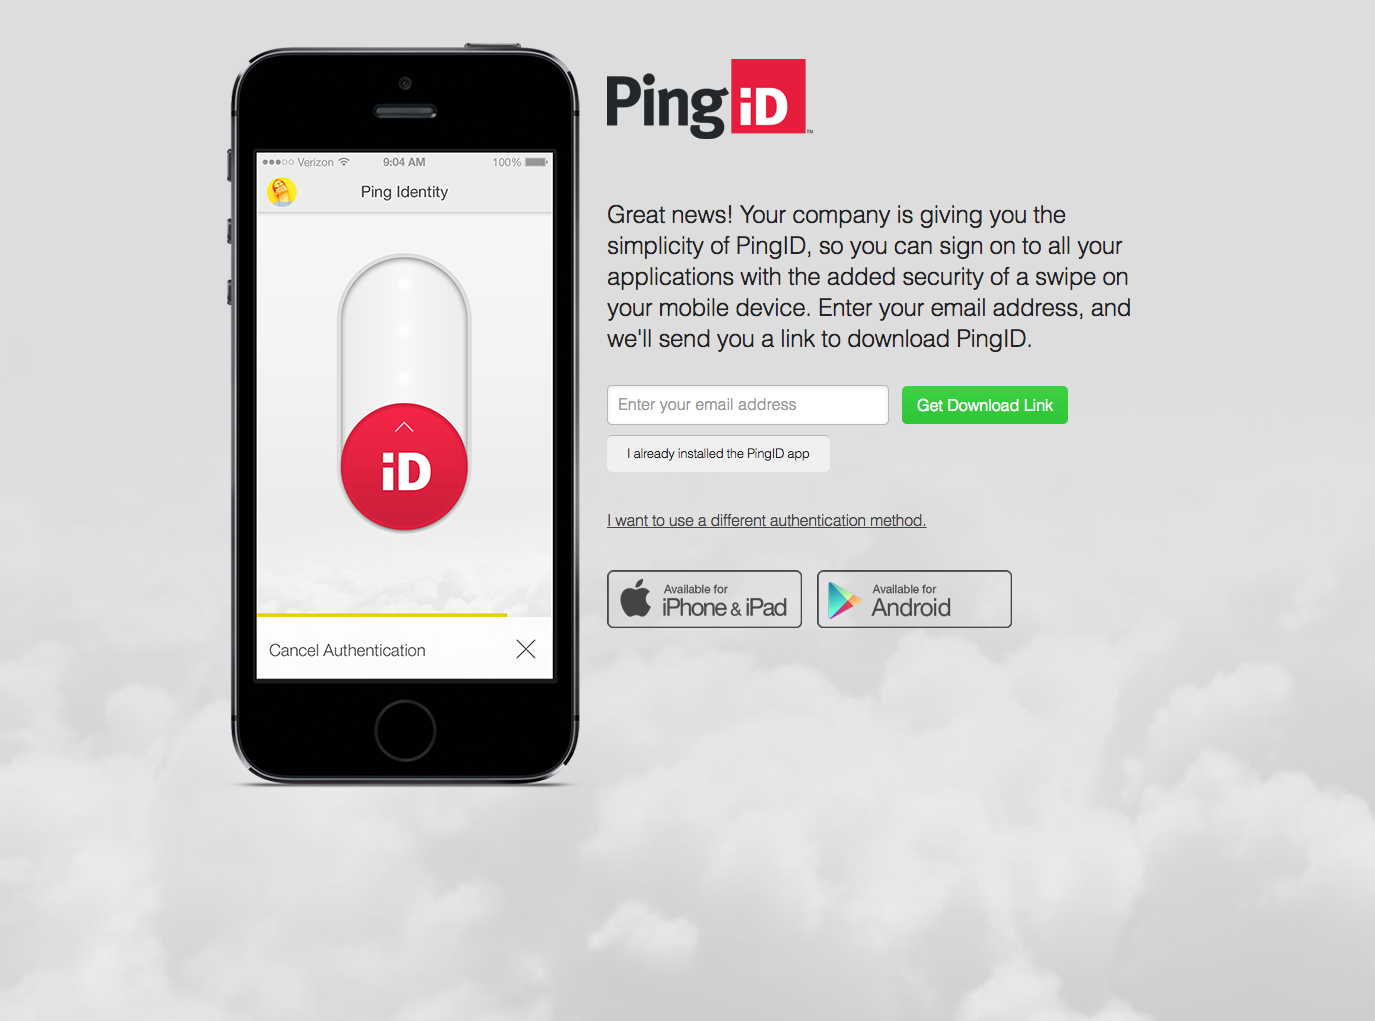 Verizon 9:04 AM 100%
Ping Identity
iD
Cancel Authentication
Ping iD™
Great news! Your company is giving you the
simplicity of PingID, so you can sign on to all your
applications with the added security of a swipe on
your mobile device. Enter your email address, and
we'll send you a link to download PingID.
Enter your email address
Get Download Link
I already installed the PingID app
I want to use a different authentication method.
Available for
iPhone & iPad
Available for
Android